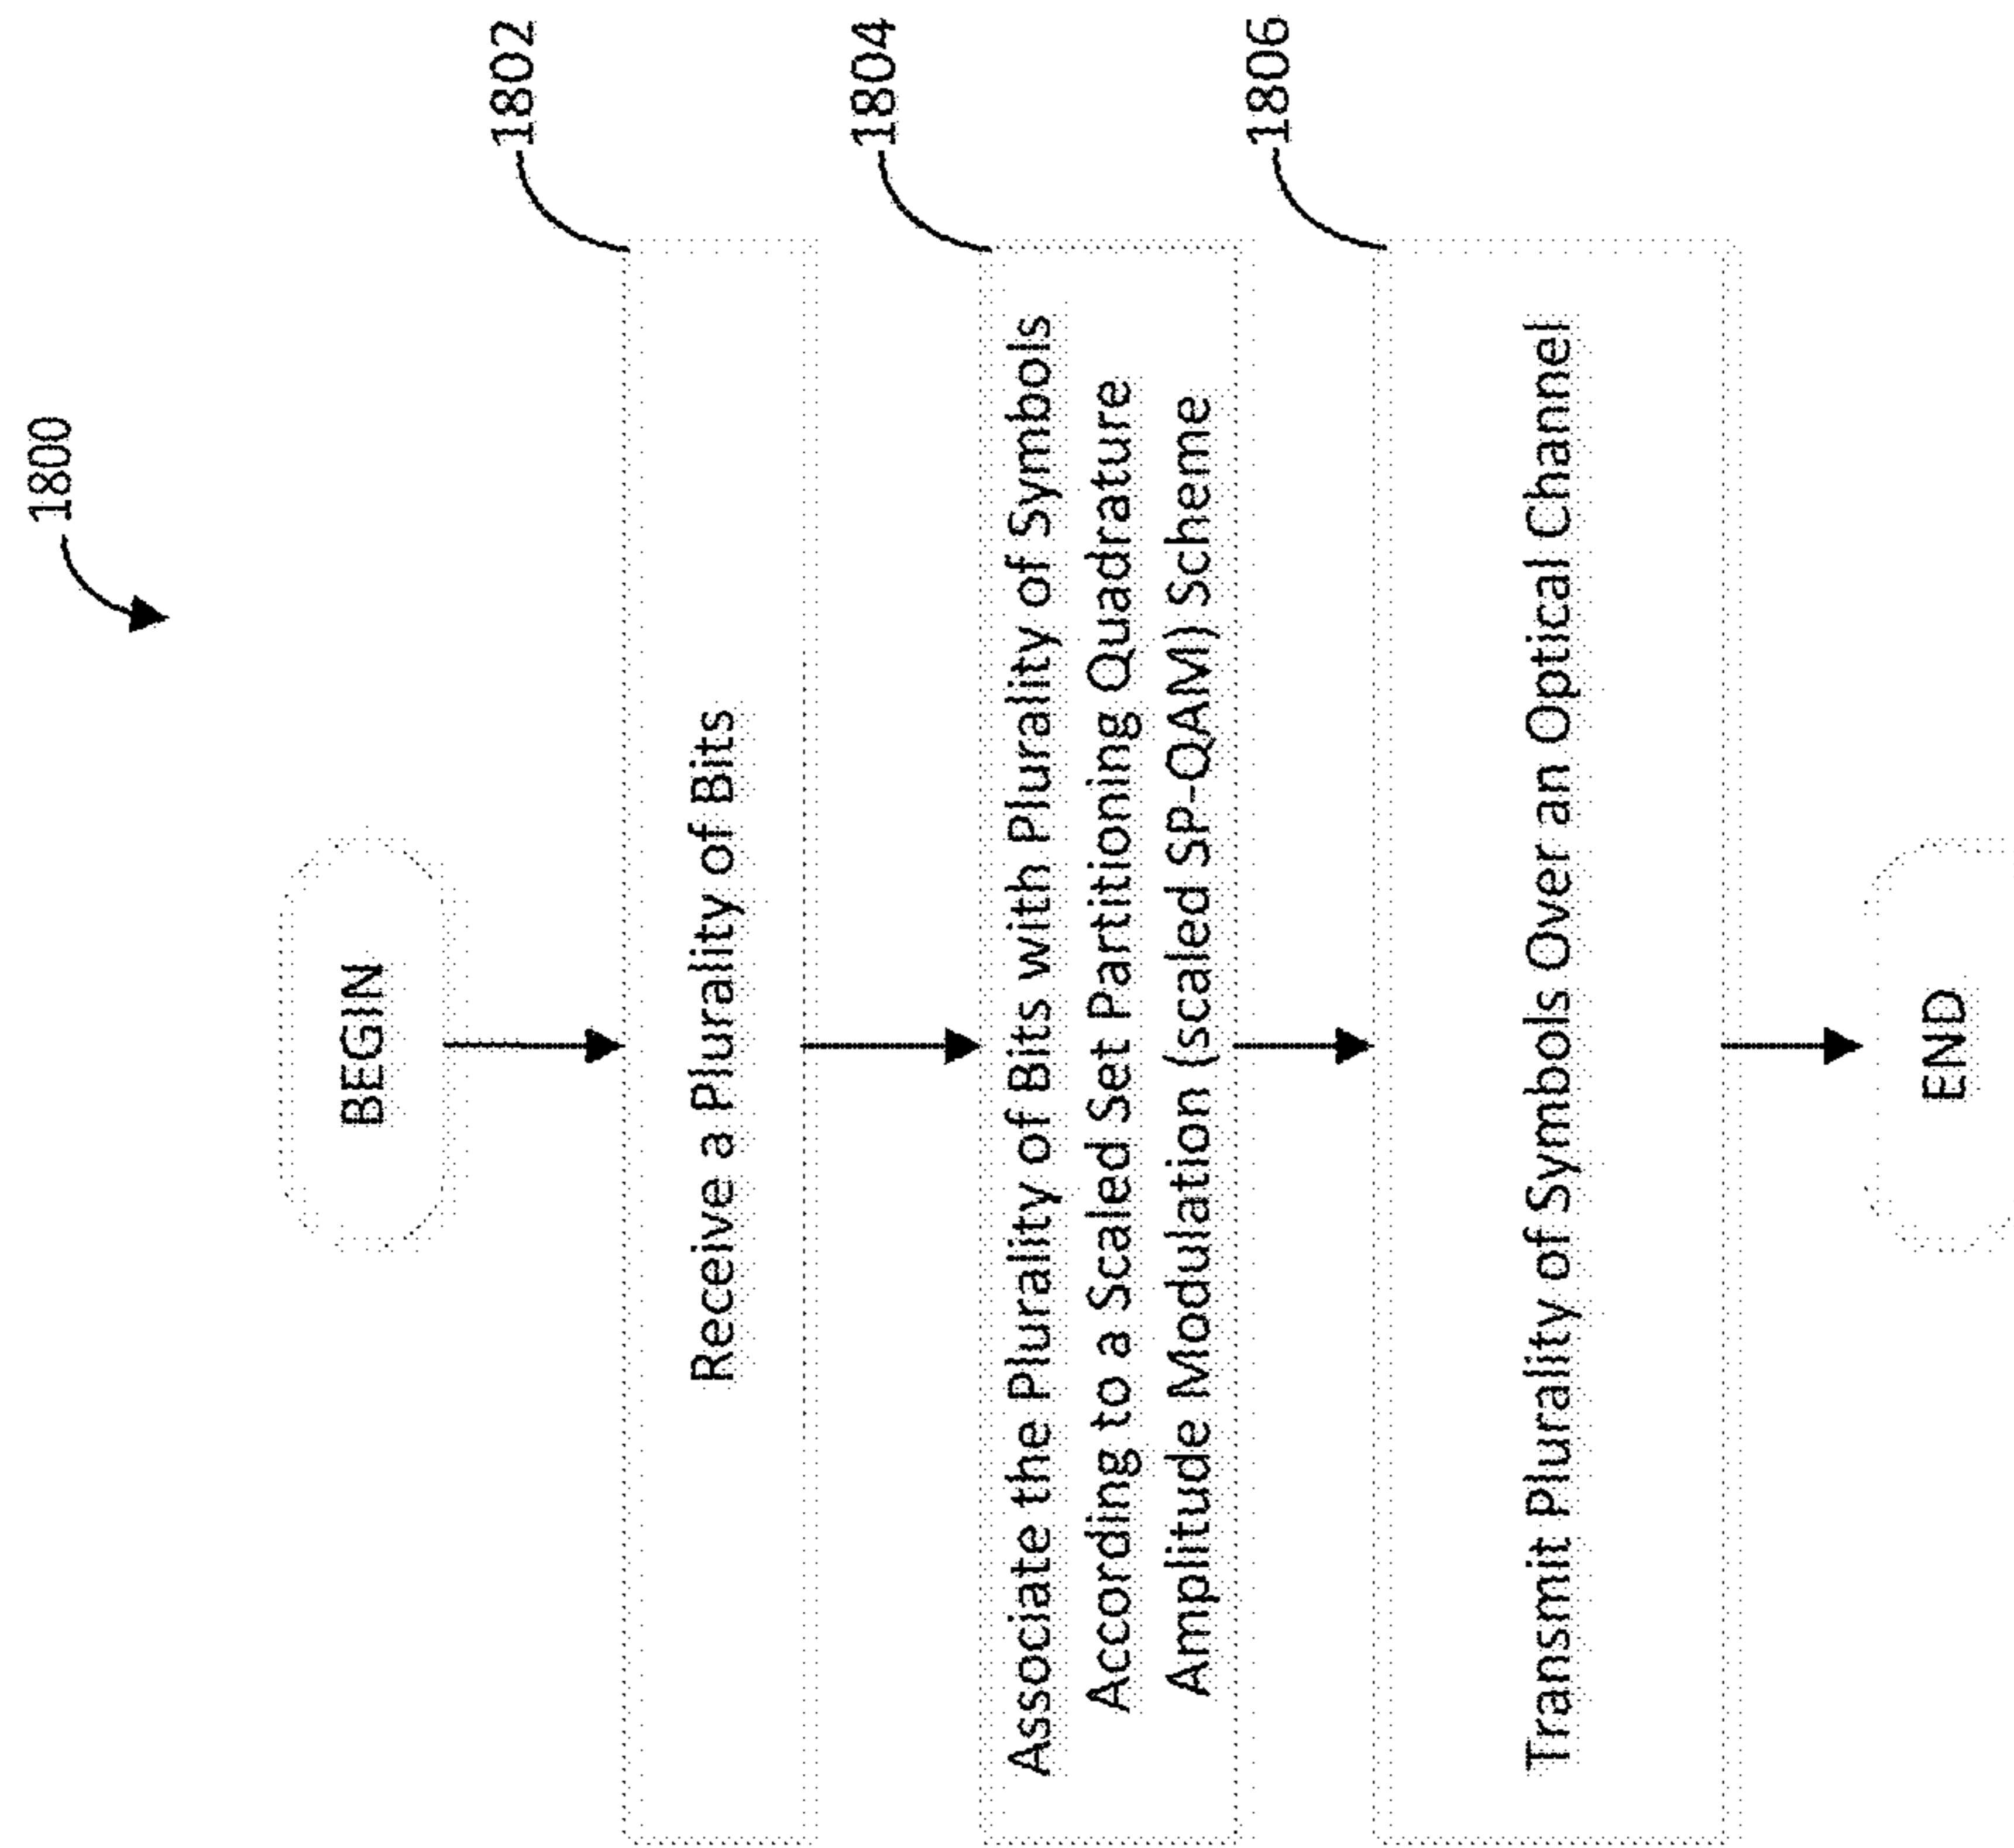 1800
BEGIN
1802
Receive a Plurality of Bits
1804
Associate the Plurality of Bits with Plurality of Symbols
According to a Scaled Set Partitioning Quadrature
Amplitude Modulation (scaled SP-QAM) Scheme
1806
Transmit Plurality of Symbols Over an Optical Channel
END